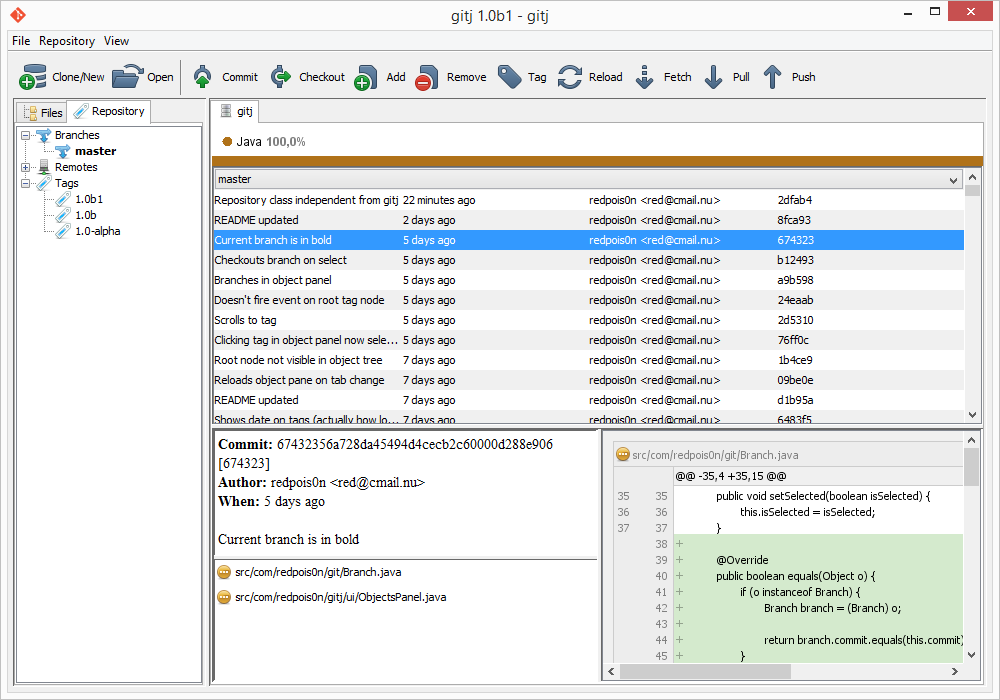 gitj 1.0b1 - gitj
File Repository View
Clone/New Open Commit Checkout Add Remove Tag Reload Fetch Pull Push
Files Repository
gitj
Branches
master
Remotes
Tags
1.0b1
1.0b
1.0-alpha
Java 100,0%
master
Repository class independent from gitj 22 minutes ago redpois0n <red@cmail.nu> 2dfab4
README updated 2 days ago redpois0n <red@cmail.nu> 8fca93
Current branch is in bold 5 days ago redpois0n <red@cmail.nu> 674323
Checkouts branch on select 5 days ago redpois0n <red@cmail.nu> b12493
Branches in object panel 5 days ago redpois0n <red@cmail.nu> a9b598
Doesn't fire event on root tag node 5 days ago redpois0n <red@cmail.nu> 24eaab
Scrolls to tag 5 days ago redpois0n <red@cmail.nu> 2d5310
Clicking tag in object panel now sele... 5 days ago redpois0n <red@cmail.nu> 76ff0c
Root node not visible in object tree 7 days ago redpois0n <red@cmail.nu> 1b4ce9
Reloads object pane on tab change 7 days ago redpois0n <red@cmail.nu> 09be0e
README updated 7 days ago redpois0n <red@cmail.nu> d1b95a
Shows date on tags (actually how lo... 7 days ago redpois0n <red@cmail.nu> 6483f5
Commit: 67432356a728da45494d4cecb2c60000d288e906
[674323]
Author: redpois0n <red@cmail.nu>
When: 5 days ago
Current branch is in bold
src/com/redpois0n/git/Branch.java
src/com/redpois0n/gitj/ui/ObjectsPanel.java
src/com/redpois0n/git/Branch.java
@@ -35,4 +35,15 @@
35 35 public void setSelected(boolean isSelected) {
36 36 this.isSelected = isSelected;
37 37 }
38 +
39 + @Override
40 + public boolean equals(Object o) {
41 + if (o instanceof Branch) {
42 + Branch branch = (Branch) o;
43 +
44 + return branch.commit.equals(this.commit)
45 + }